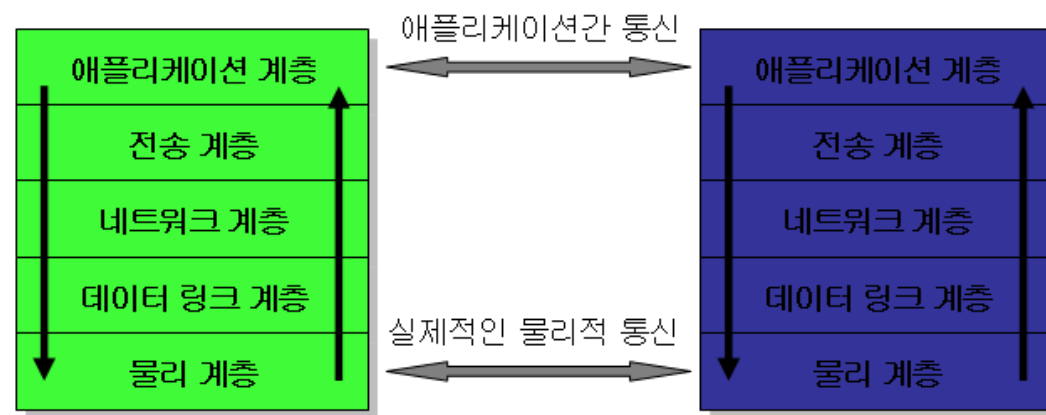 애플리케이션간 통신
애플리케이션 계층
전송 계층
네트워크 계층
데이터 링크 계층
물리 계층
애플리케이션 계층
전송 계층
네트워크 계층
데이터 링크 계층
물리 계층
실제적인 물리적 통신